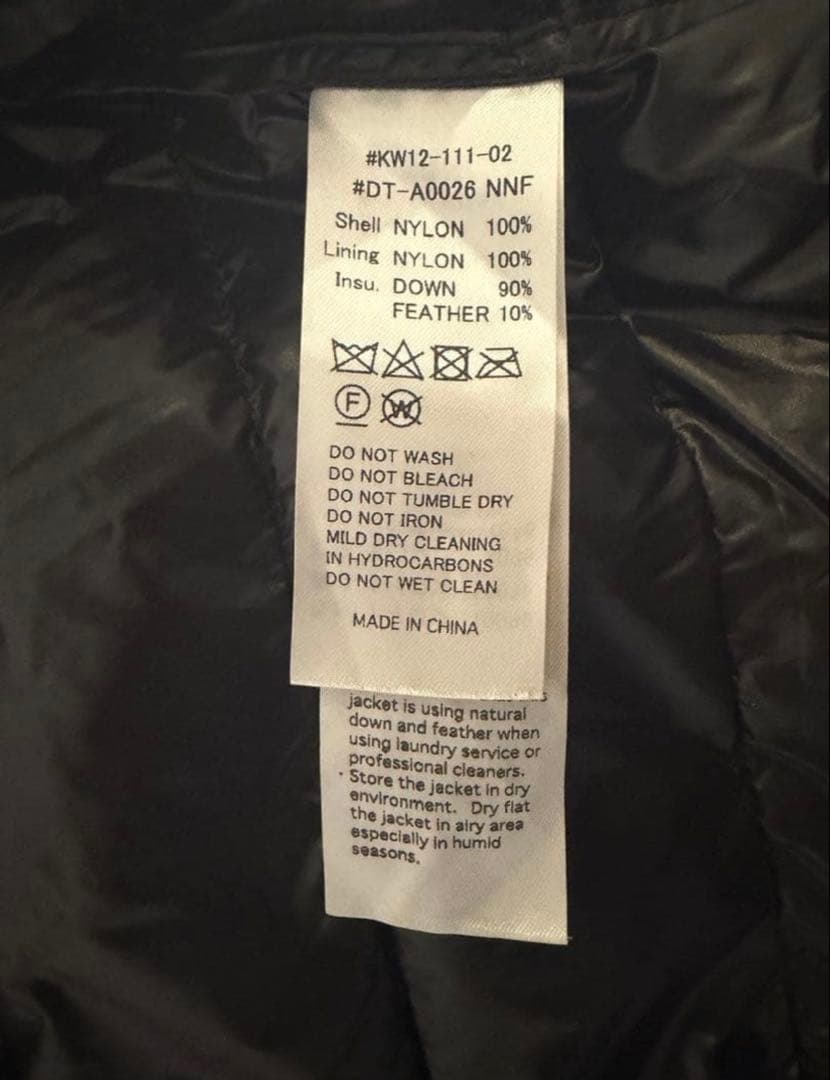 #KW12-111-02
#DT-A0026 NNF
Shell NYLON 100%
Lining NYLON 100%
Insu. DOWN 90%
FEATHER 10%
F W
DO NOT WASH
DO NOT BLEACH
DO NOT TUMBLE DRY
DO NOT IRON
MILD DRY CLEANING
IN HYDROCARBONS
DO NOT WET CLEAN
MADE IN CHINA
jacket is using natural
down and feather when
using laundry service or
professional cleaners.
・Store the jacket in dry
environment. Dry flat
the jacket in airy area
especially in humid
seasons.